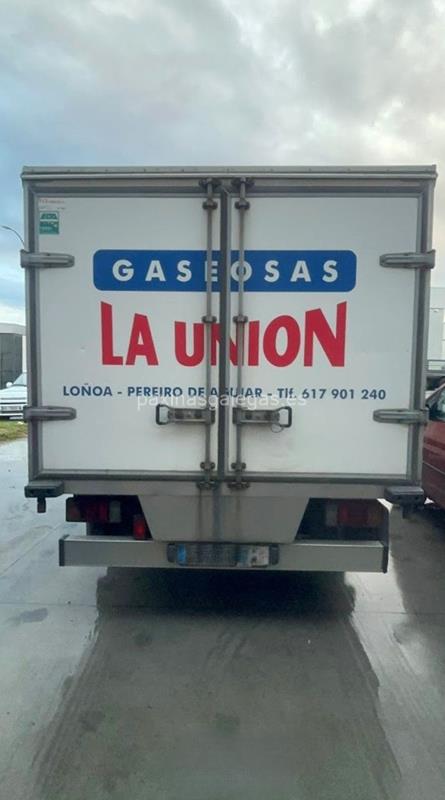 GASEOSAS
LA UNION
LOÑOA - PEREIRO DE AGUIAR - Tlf. 617 901 240
paxinasgalegas.es